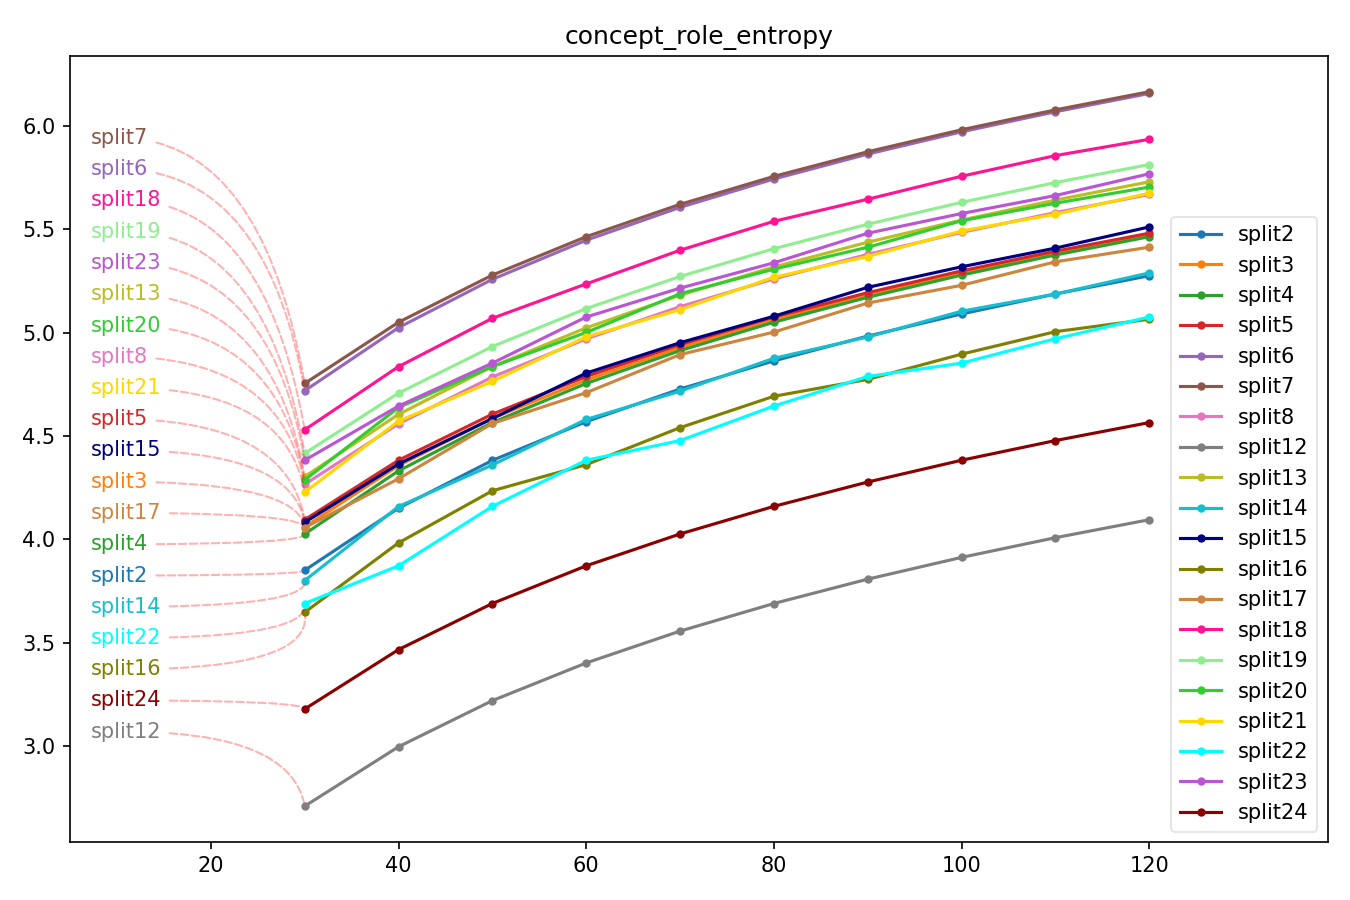 concept_role_entropy
6.0
5.5
5.0
4.5
4.0
3.5
3.0
split7
split6
split18
split19
split23
split13
split20
split8
split21
split5
split15
split3
split17
split4
split2
split14
split22
split16
split24
split12
split2
split3
split4
split5
split6
split7
split8
split12
split13
split14
split15
split16
split17
split18
split19
split20
split21
split22
split23
split24
20 40 60 80 100 120